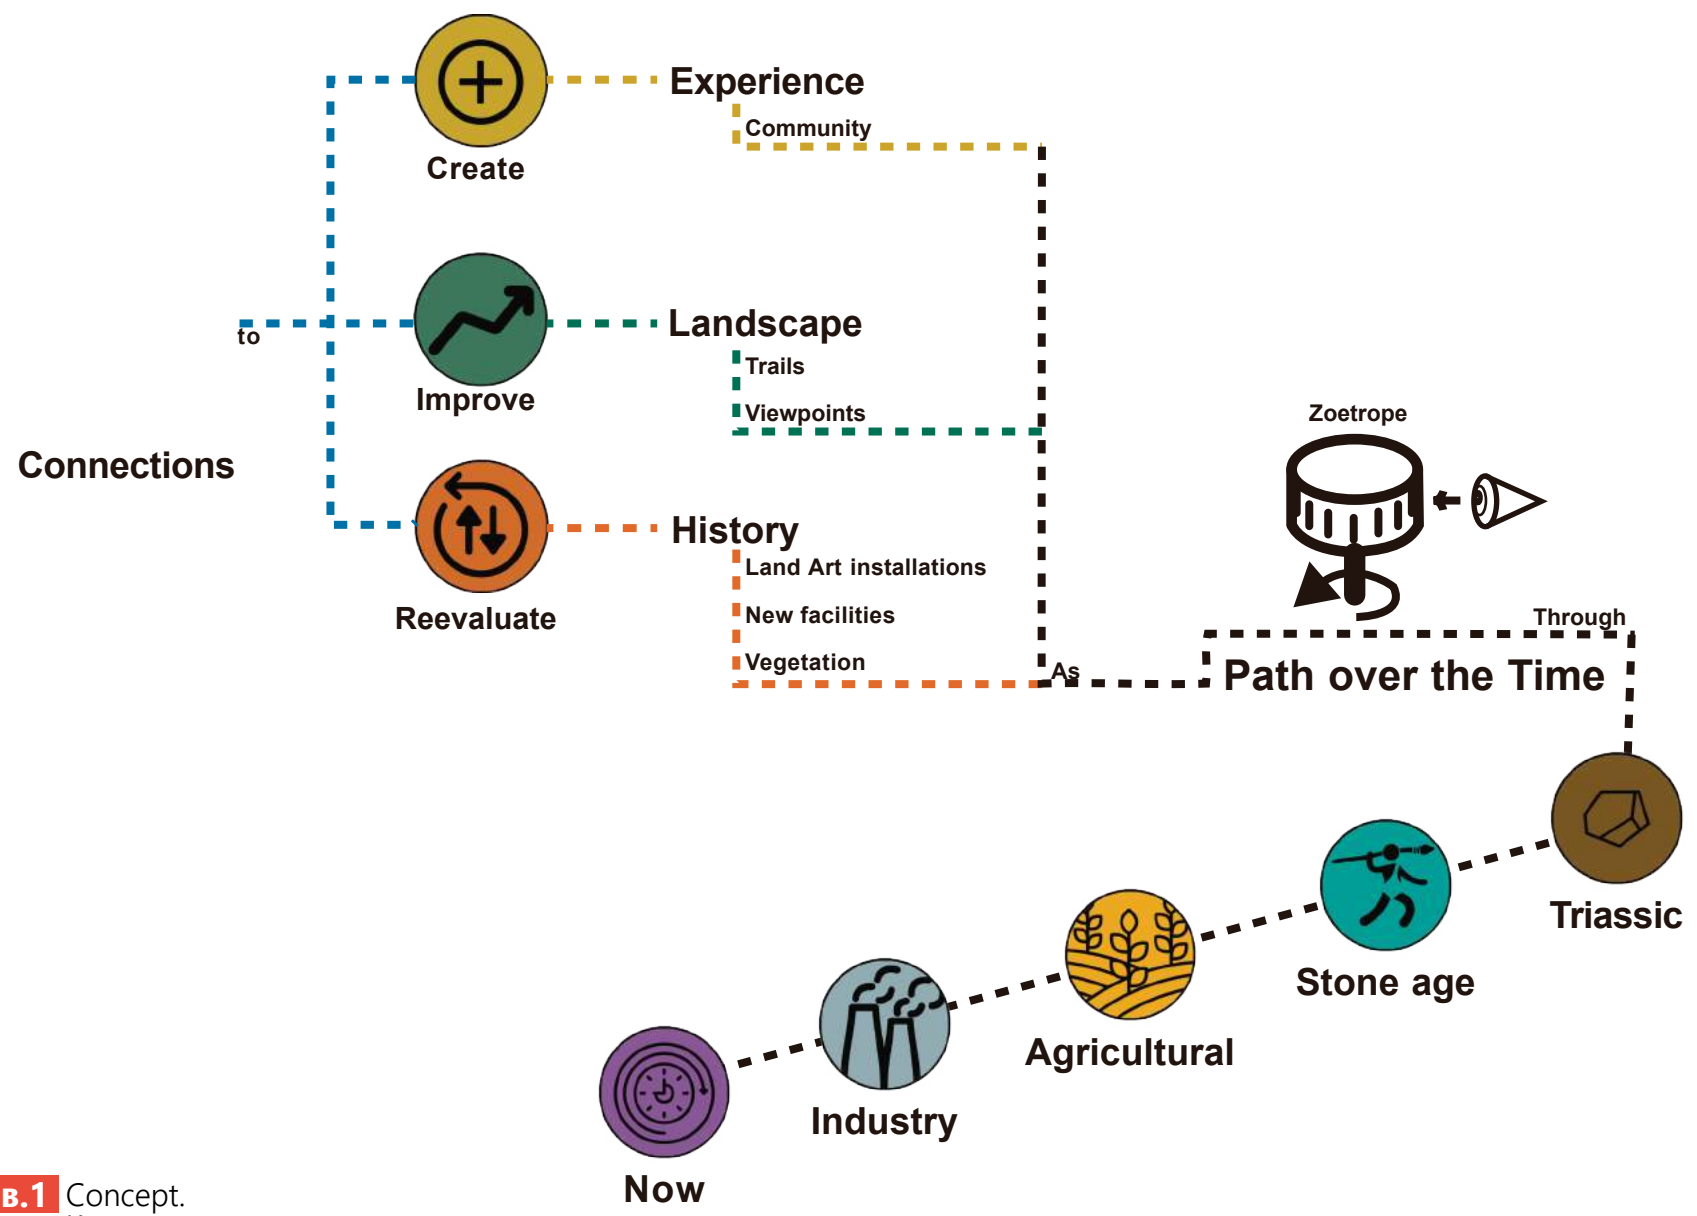 Connections
to
Create
Experience
Community
Improve
Landscape
Trails
Viewpoints
Reevaluate
History
Land Art installations
New facilities
Vegetation
As
Zoetrope
Through
Path over the Time
Triassic
Stone age
Agricultural
Industry
Now
B.1 Concept.